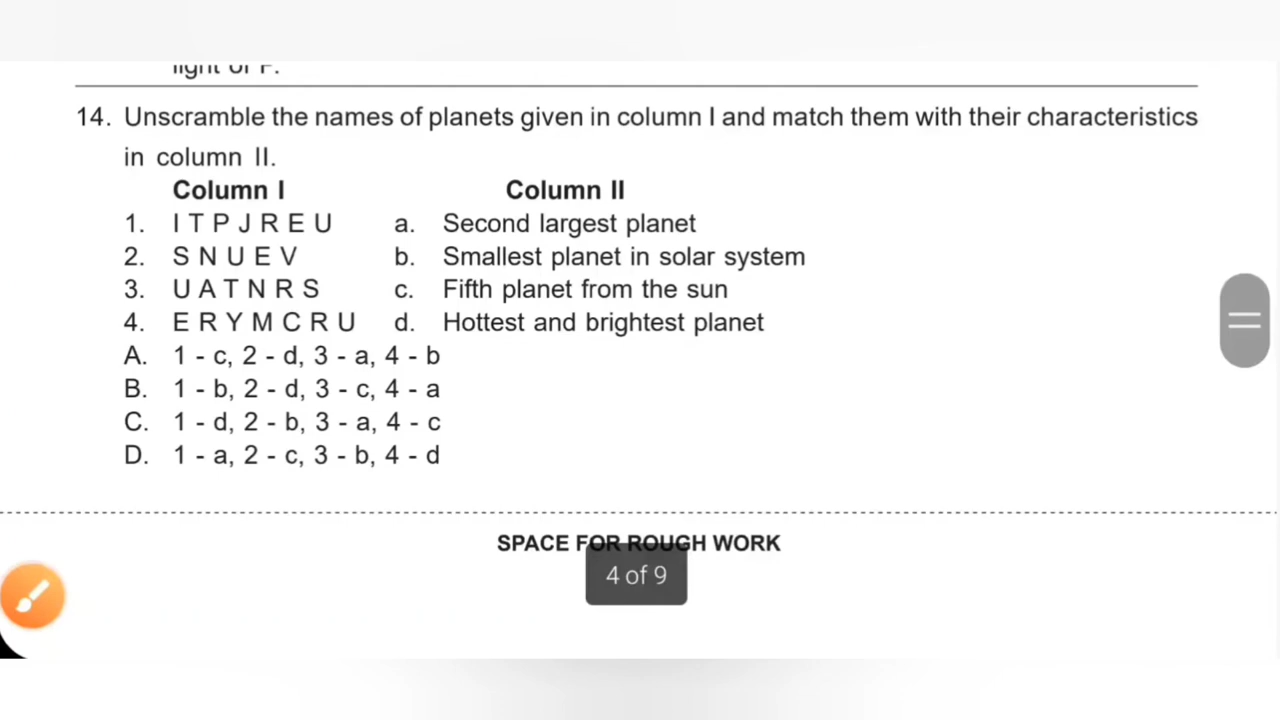 light of F.
14. Unscramble the names of planets given in column I and match them with their characteristics
in column II.
Column I Column II
1. I T P J R E U a. Second largest planet
2. S N U E V b. Smallest planet in solar system
3. U A T N R S c. Fifth planet from the sun
4. E R Y M C R U d. Hottest and brightest planet
A. 1 - c, 2 - d, 3 - a, 4 - b
B. 1 - b, 2 - d, 3 - c, 4 - a
C. 1 - d, 2 - b, 3 - a, 4 - c
D. 1 - a, 2 - c, 3 - b, 4 - d
SPACE FOR ROUGH WORK
4 of 9